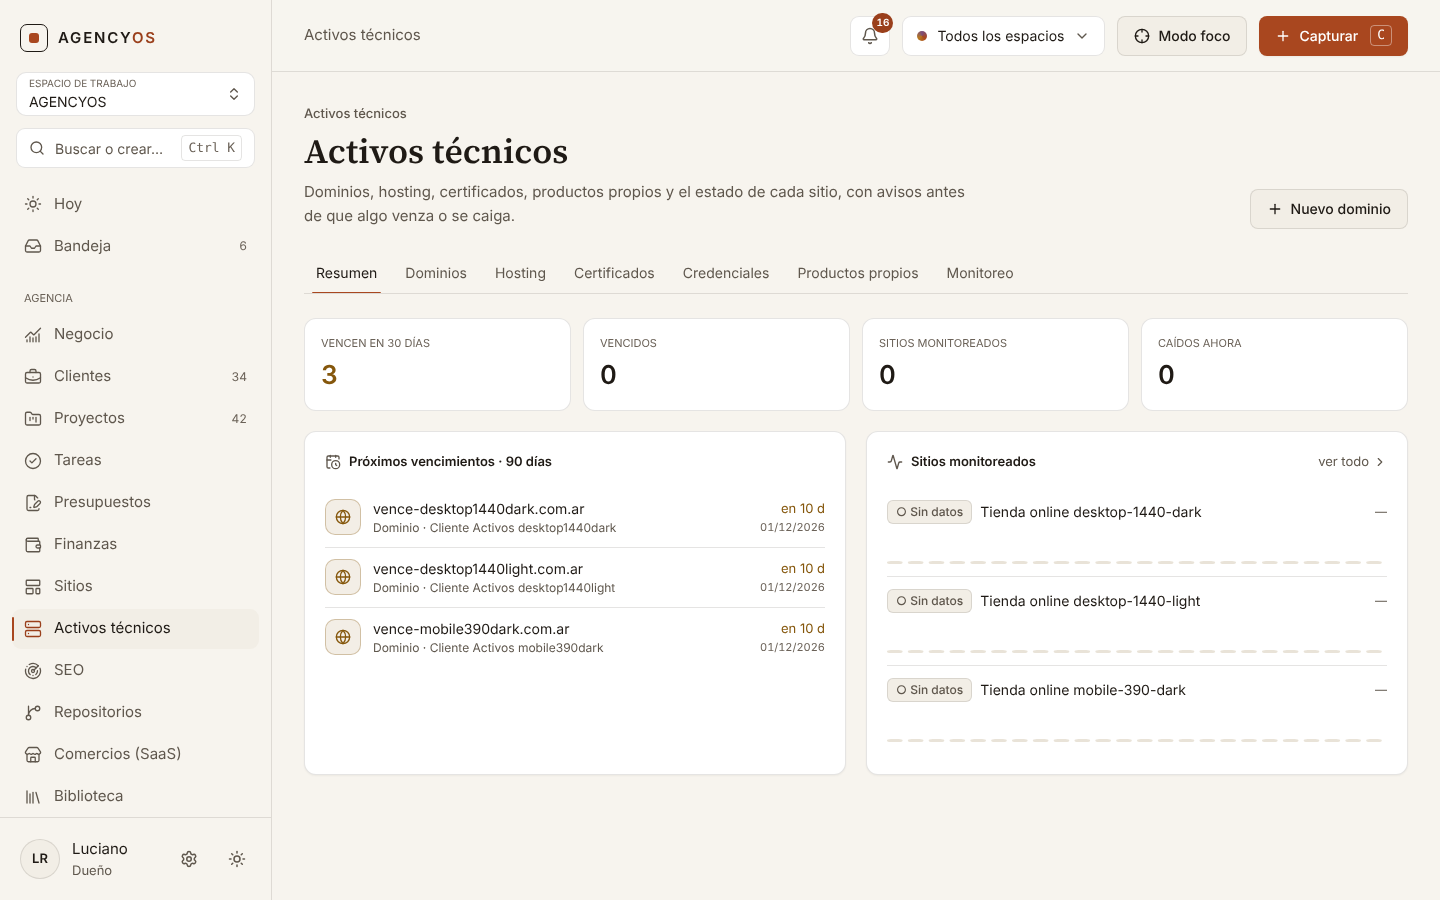 AGENCYOS
ESPACIO DE TRABAJO
AGENCYOS
Buscar o crear... Ctrl K
Hoy
Bandeja 6
AGENCIA
Negocio
Clientes 34
Proyectos 42
Tareas
Presupuestos
Finanzas
Sitios
Activos técnicos
SEO
Repositorios
Comercios (SaaS)
Biblioteca
LR
Luciano
Dueño
Activos técnicos
16
Todos los espacios
Modo foco
Capturar C
Activos técnicos
Activos técnicos
Dominios, hosting, certificados, productos propios y el estado de cada sitio, con avisos antes
de que algo venza o se caiga.
Nuevo dominio
Resumen Dominios Hosting Certificados Credenciales Productos propios Monitoreo
VENCEN EN 30 DÍAS
3
VENCIDOS
0
SITIOS MONITOREADOS
0
CAÍDOS AHORA
0
Próximos vencimientos · 90 días
vence-desktop1440dark.com.ar en 10 d
Dominio · Cliente Activos desktop1440dark 01/12/2026
vence-desktop1440light.com.ar en 10 d
Dominio · Cliente Activos desktop1440light 01/12/2026
vence-mobile390dark.com.ar en 10 d
Dominio · Cliente Activos mobile390dark 01/12/2026
Sitios monitoreados ver todo
Sin datos Tienda online desktop-1440-dark —
Sin datos Tienda online desktop-1440-light —
Sin datos Tienda online mobile-390-dark —